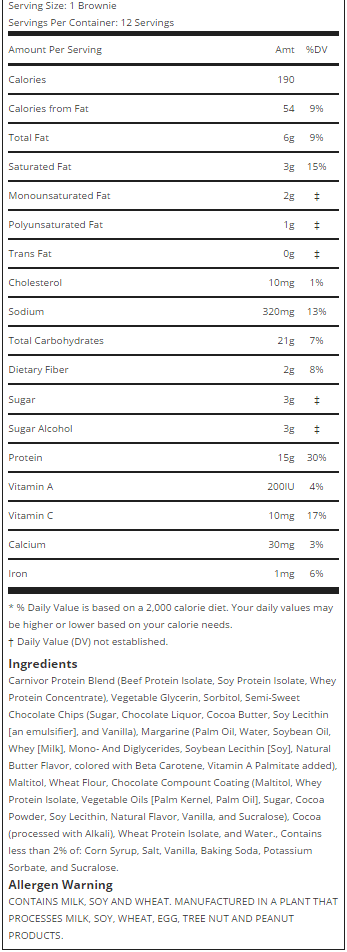 Serving Size: 1 Brownie
Servings Per Container: 12 Servings
Amount Per Serving Amt %DV
Calories 190
Calories from Fat 54 9%
Total Fat 6g 9%
Saturated Fat 3g 15%
Monounsaturated Fat 2g ‡
Polyunsaturated Fat 1g ‡
Trans Fat 0g ‡
Cholesterol 10mg 1%
Sodium 320mg 13%
Total Carbohydrates 21g 7%
Dietary Fiber 2g 8%
Sugar 3g ‡
Sugar Alcohol 3g ‡
Protein 15g 30%
Vitamin A 200IU 4%
Vitamin C 10mg 17%
Calcium 30mg 3%
Iron 1mg 6%
* % Daily Value is based on a 2,000 calorie diet. Your daily values may
be higher or lower based on your calorie needs.
† Daily Value (DV) not established.
Ingredients
Carnivor Protein Blend (Beef Protein Isolate, Soy Protein Isolate, Whey
Protein Concentrate), Vegetable Glycerin, Sorbitol, Semi-Sweet
Chocolate Chips (Sugar, Chocolate Liquor, Cocoa Butter, Soy Lecithin
[an emulsifier], and Vanilla), Margarine (Palm Oil, Water, Soybean Oil,
Whey [Milk], Mono- And Diglycerides, Soybean Lecithin [Soy], Natural
Butter Flavor, colored with Beta Carotene, Vitamin A Palmitate added),
Maltitol, Wheat Flour, Chocolate Compound Coating (Maltitol, Whey
Protein Isolate, Vegetable Oils [Palm Kernel, Palm Oil], Sugar, Cocoa
Powder, Soy Lecithin, Natural Flavor, Vanilla, and Sucralose), Cocoa
(processed with Alkali), Wheat Protein Isolate, and Water., Contains
less than 2% of: Corn Syrup, Salt, Vanilla, Baking Soda, Potassium
Sorbate, and Sucralose.
Allergen Warning
CONTAINS MILK, SOY AND WHEAT. MANUFACTURED IN A PLANT THAT
PROCESSES MILK, SOY, WHEAT, EGG, TREE NUT AND PEANUT
PRODUCTS.